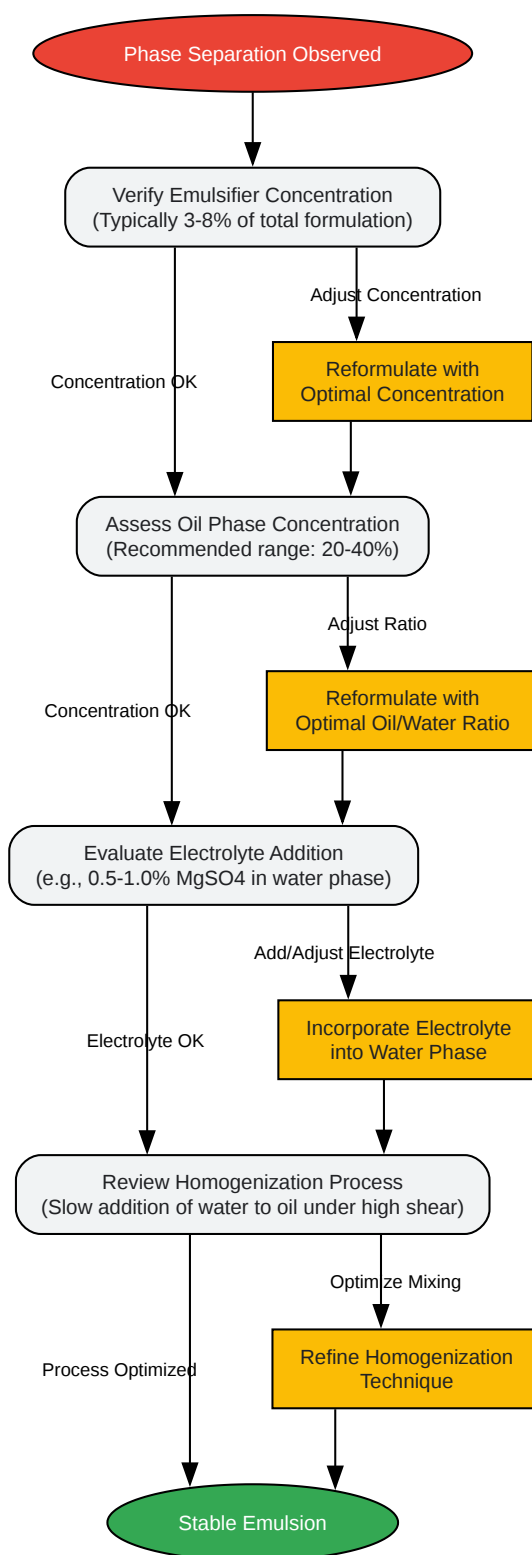 Phase Separation Observed
Verify Emulsifier Concentration
(Typically 3-8% of total formulation)
Adjust Concentration
Reformulate with
Optimal Concentration
Concentration OK
Assess Oil Phase Concentration
(Recommended range: 20-40%)
Adjust Ratio
Reformulate with
Optimal Oil/Water Ratio
Concentration OK
Evaluate Electrolyte Addition
(e.g., 0.5-1.0% MgSO4 in water phase)
Add/Adjust Electrolyte
Incorporate Electrolyte
into Water Phase
Electrolyte OK
Review Homogenization Process
(Slow addition of water to oil under high shear)
Optimize Mixing
Refine Homogenization
Technique
Process Optimized
Stable Emulsion